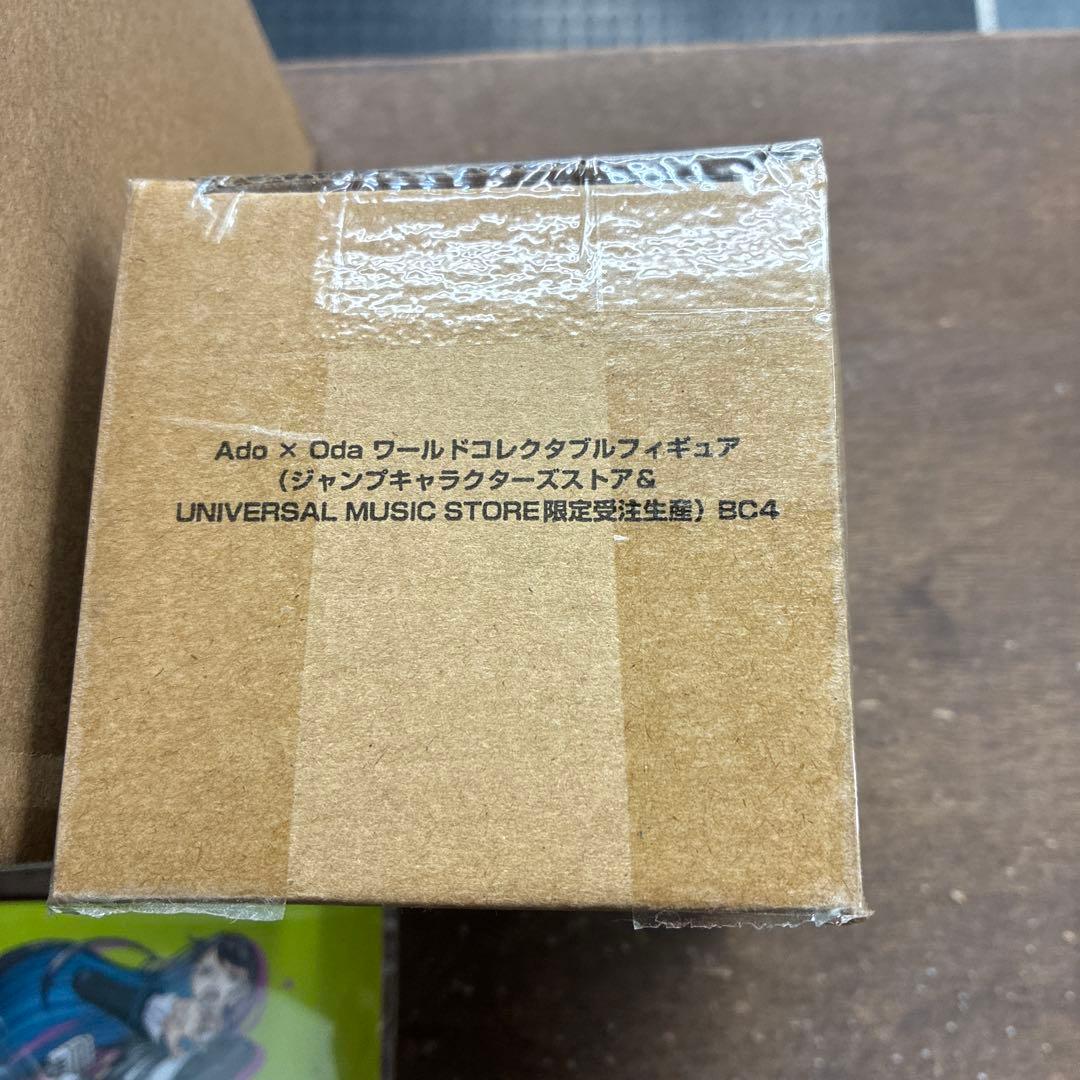 Ado × Oda ワールドコレクタブルフィギュア
(ジャンプキャラクターズストア&
UNIVERSAL MUSIC STORE限定受注生産) BC4